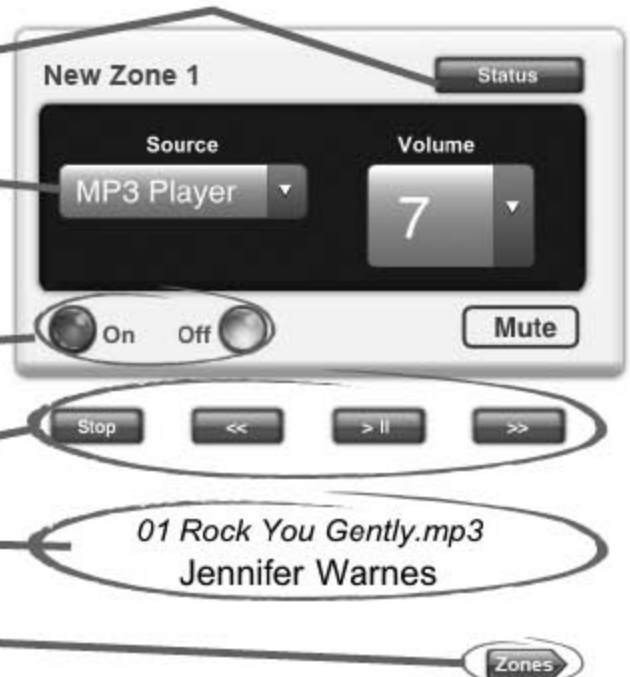 New Zone 1 Status
Source Volume
MP3 Player 7
On Off Mute
Stop << > II >>
01 Rock You Gently.mp3
Jennifer Warnes
Zones